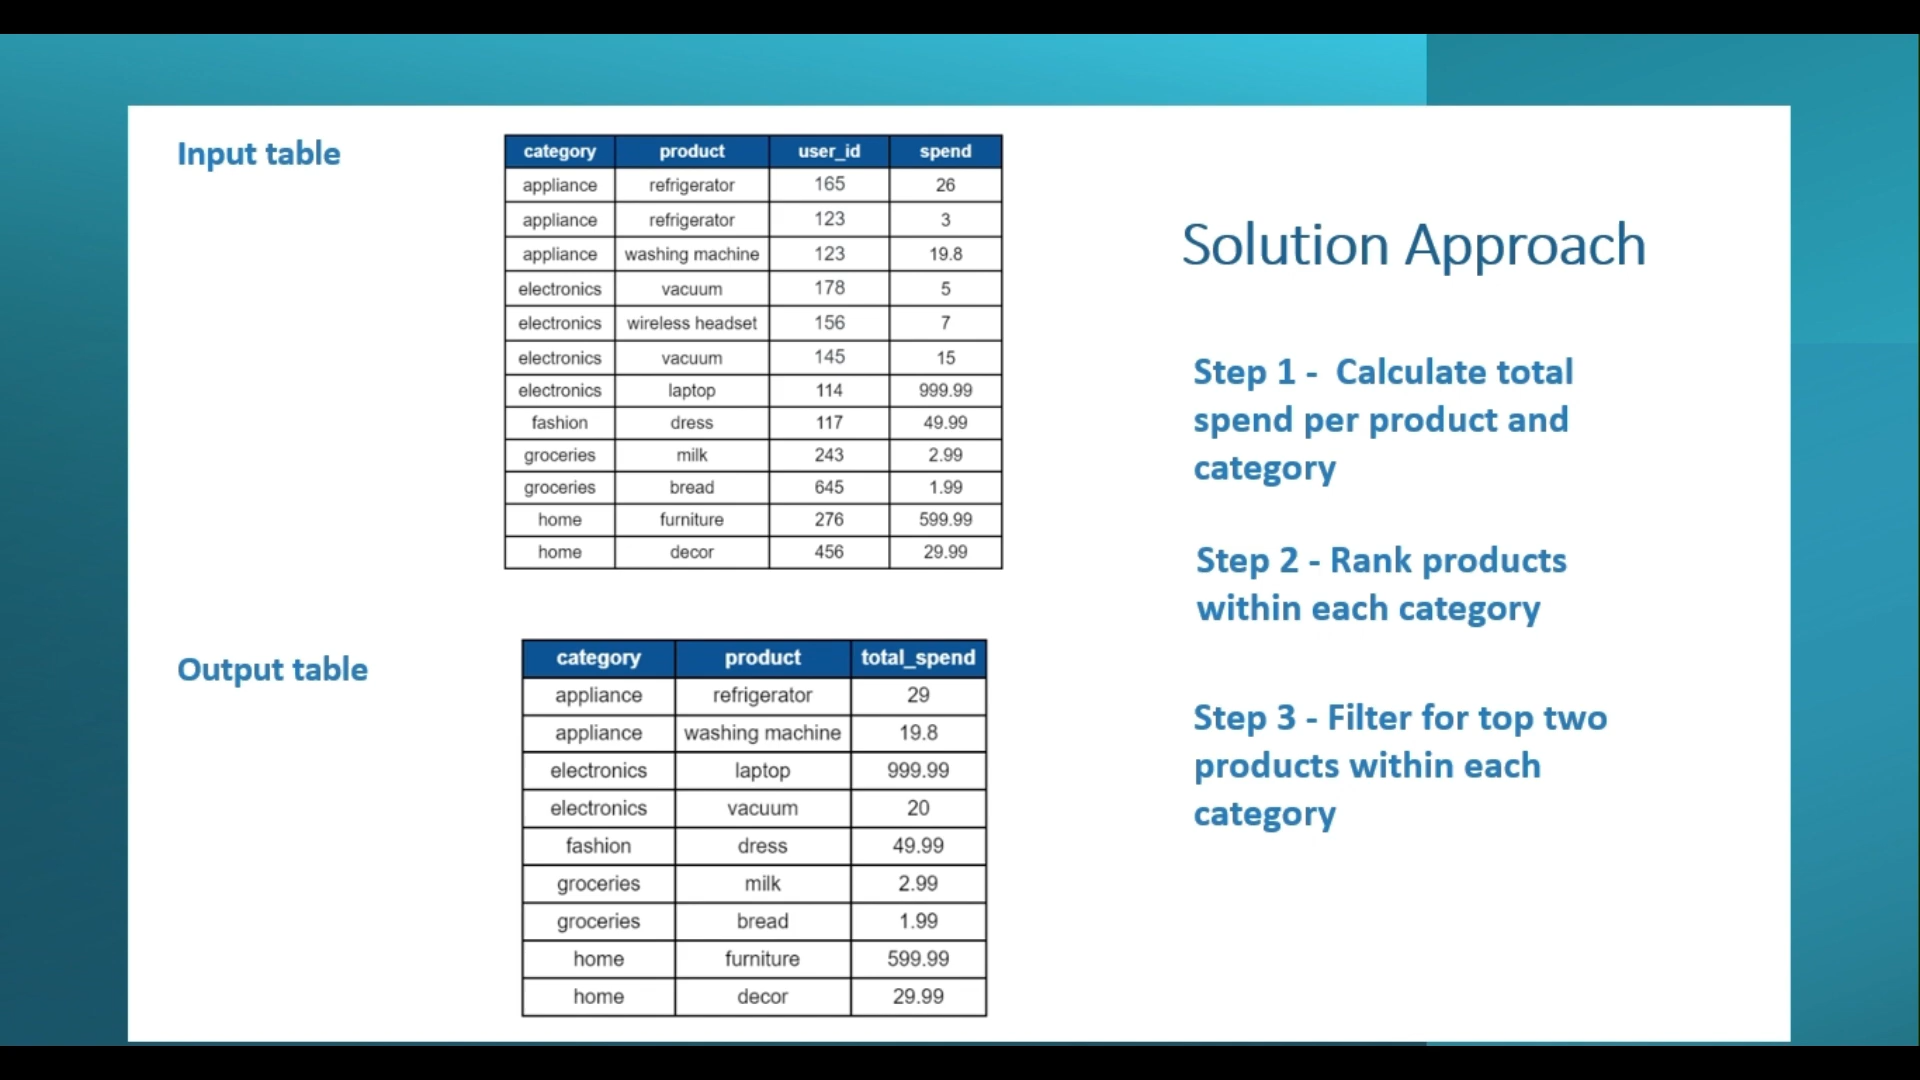 Input table
category product user_id spend
appliance refrigerator 165 26
appliance refrigerator 123 3
appliance washing machine 123 19.8
electronics vacuum 178 5
electronics wireless headset 156 7
electronics vacuum 145 15
electronics laptop 114 999.99
fashion dress 117 49.99
groceries milk 243 2.99
groceries bread 645 1.99
home furniture 276 599.99
home decor 456 29.99
Output table
category product total_spend
appliance refrigerator 29
appliance washing machine 19.8
electronics laptop 999.99
electronics vacuum 20
fashion dress 49.99
groceries milk 2.99
groceries bread 1.99
home furniture 599.99
home decor 29.99
Solution Approach
Step 1 - Calculate total
spend per product and
category
Step 2 - Rank products
within each category
Step 3 - Filter for top two
products within each
category